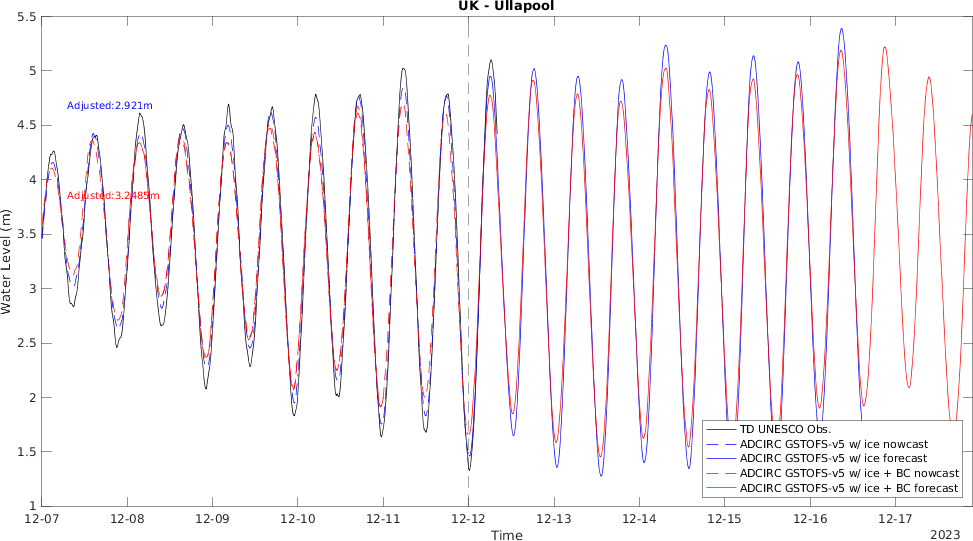 UK - Ullapool
5.5
5
4.5
4
3.5
3
2.5
2
1.5
1
Water Level (m)
Adjusted:2.921m
Adjusted:3.2485m
TD UNESCO Obs.
ADCIRC GSTOFS-v5 w/ ice nowcast
ADCIRC GSTOFS-v5 w/ ice forecast
ADCIRC GSTOFS-v5 w/ ice + BC nowcast
ADCIRC GSTOFS-v5 w/ ice + BC forecast
12-07 12-08 12-09 12-10 12-11 12-12 12-13 12-14 12-15 12-16 12-17
Time
2023